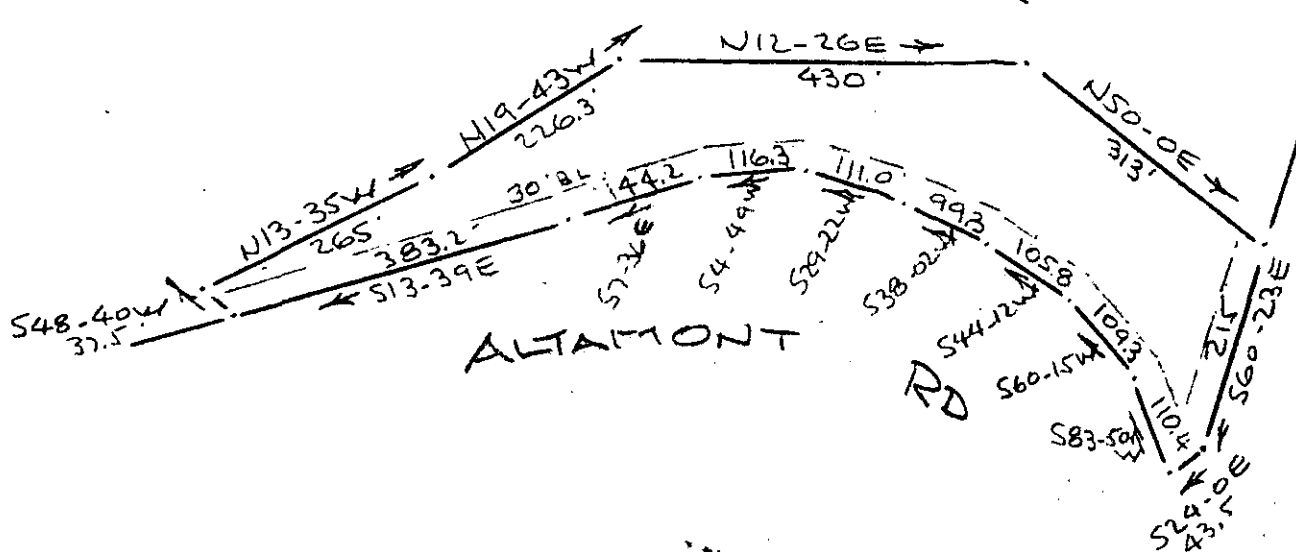 N12-26E
430'
N19-43W
226.3'
N50-0E
313'
N13-35W
265'
30' BL
144.2
116.3
111.0
99.3
105.8
109.3
110.4
383.2
S13-39E
S48-40W
37.5'
S7-36E
S4-49W
S29-22W
S38-02W
S44-12W
S60-15W
S83-50W
215
S60-23E
S24-0E
43.5
ALTAMONT
RD